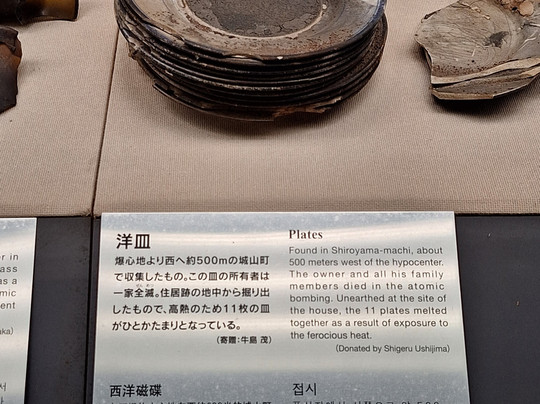 洋皿
爆心地より西へ約500mの城山町
で収集したもの。この皿の所有者は
一家全滅。住居跡の地中から掘り出
したもので、高熱のため11枚の皿
がひとかたまりとなっている。
（寄贈：牛島 茂）
Plates
Found in Shiroyama-machi, about
500 meters west of the hypocenter.
The owner and all his family
members died in the atomic
bombing. Unearthed at the site of
the house, the 11 plates melted
together as a result of exposure to
the ferocious heat.
(Donated by Shigeru Ushijima)
西洋磁碟
접시
er in
ass
as a
mic
ent
aka)